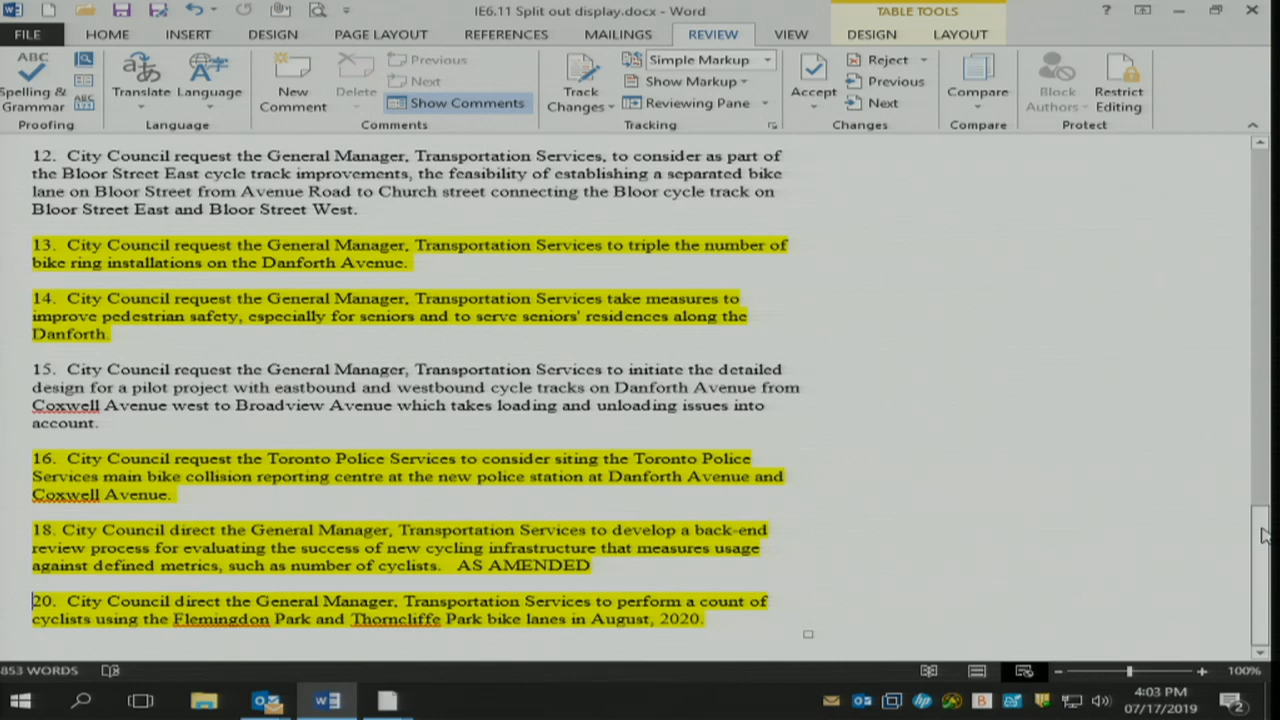 IE6.11 Split out display.docx - Word
TABLE TOOLS
?
FILE HOME INSERT DESIGN PAGE LAYOUT REFERENCES MAILINGS REVIEW VIEW DESIGN LAYOUT
ABC Spelling & Grammar
ABC
Translate Language
New Comment
Delete
Previous
Next
Show Comments
Track Changes
Simple Markup
Show Markup
Reviewing Pane
Accept
Reject
Previous
Next
Compare
Block Authors
Restrict Editing
Proofing Language Comments Tracking Changes Compare Protect
12. City Council request the General Manager, Transportation Services, to consider as part of
the Bloor Street East cycle track improvements, the feasibility of establishing a separated bike
lane on Bloor Street from Avenue Road to Church street connecting the Bloor cycle track on
Bloor Street East and Bloor Street West.
13. City Council request the General Manager, Transportation Services to triple the number of
bike ring installations on the Danforth Avenue.
14. City Council request the General Manager, Transportation Services take measures to
improve pedestrian safety, especially for seniors and to serve seniors' residences along the
Danforth.
15. City Council request the General Manager, Transportation Services to initiate the detailed
design for a pilot project with eastbound and westbound cycle tracks on Danforth Avenue from
Coxwell Avenue west to Broadview Avenue which takes loading and unloading issues into
account.
16. City Council request the Toronto Police Services to consider siting the Toronto Police
Services main bike collision reporting centre at the new police station at Danforth Avenue and
Coxwell Avenue.
18. City Council direct the General Manager, Transportation Services to develop a back-end
review process for evaluating the success of new cycling infrastructure that measures usage
against defined metrics, such as number of cyclists. AS AMENDED
20. City Council direct the General Manager, Transportation Services to perform a count of
cyclists using the Flemingdon Park and Thorncliffe Park bike lanes in August, 2020.
853 WORDS
100%
4:03 PM
07/17/2019
2